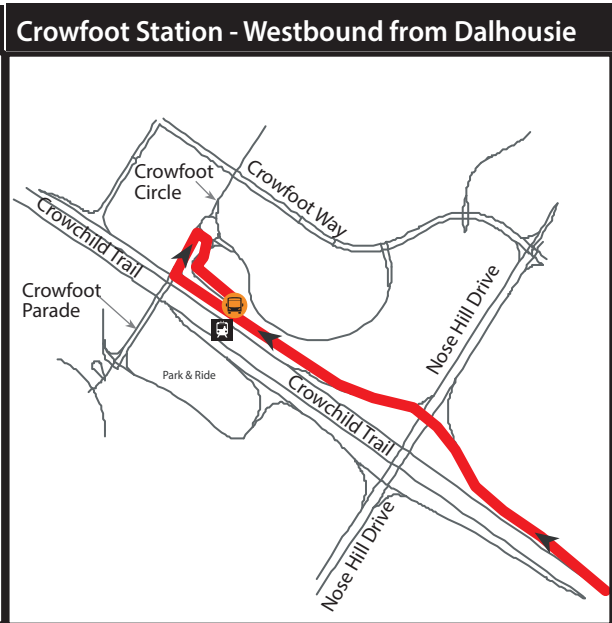 Crowfoot Station - Westbound from Dalhousie
Crowfoot
Circle
Crowfoot Way
Crowchild Trail
Crowfoot
Parade
Nose Hill Drive
Park & Ride
Crowchild Trail
Nose Hill Drive